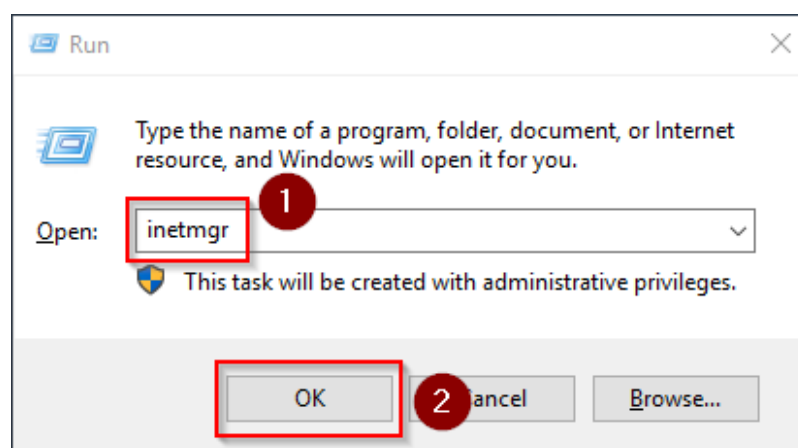 Run
Type the name of a program, folder, document, or Internet
resource, and Windows will open it for you.
1
Open: inetmgr
This task will be created with administrative privileges.
OK 2 ancel Browse...